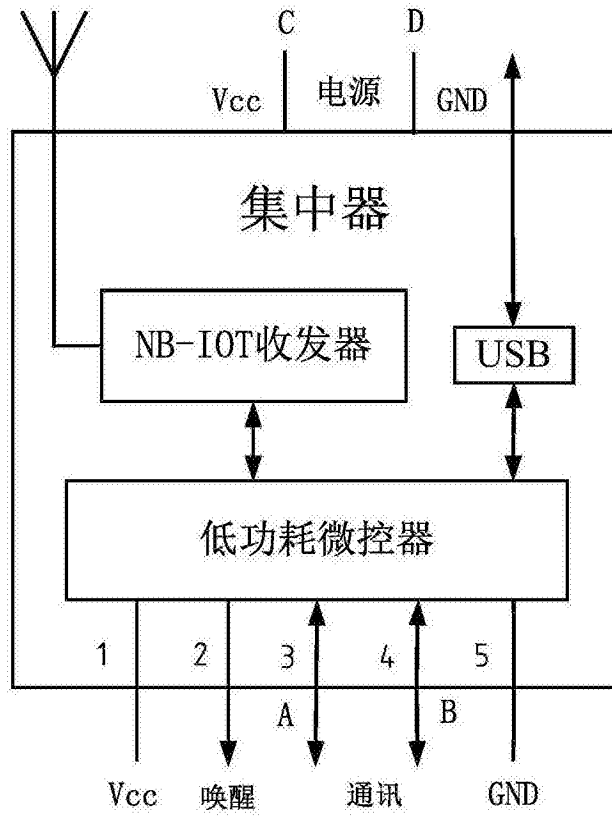 C D
Vcc 电源 GND
集中器
NB-IOT收发器
USB
低功耗微控器
1 2 3 4 5
A B
Vcc 唤醒 通讯 GND